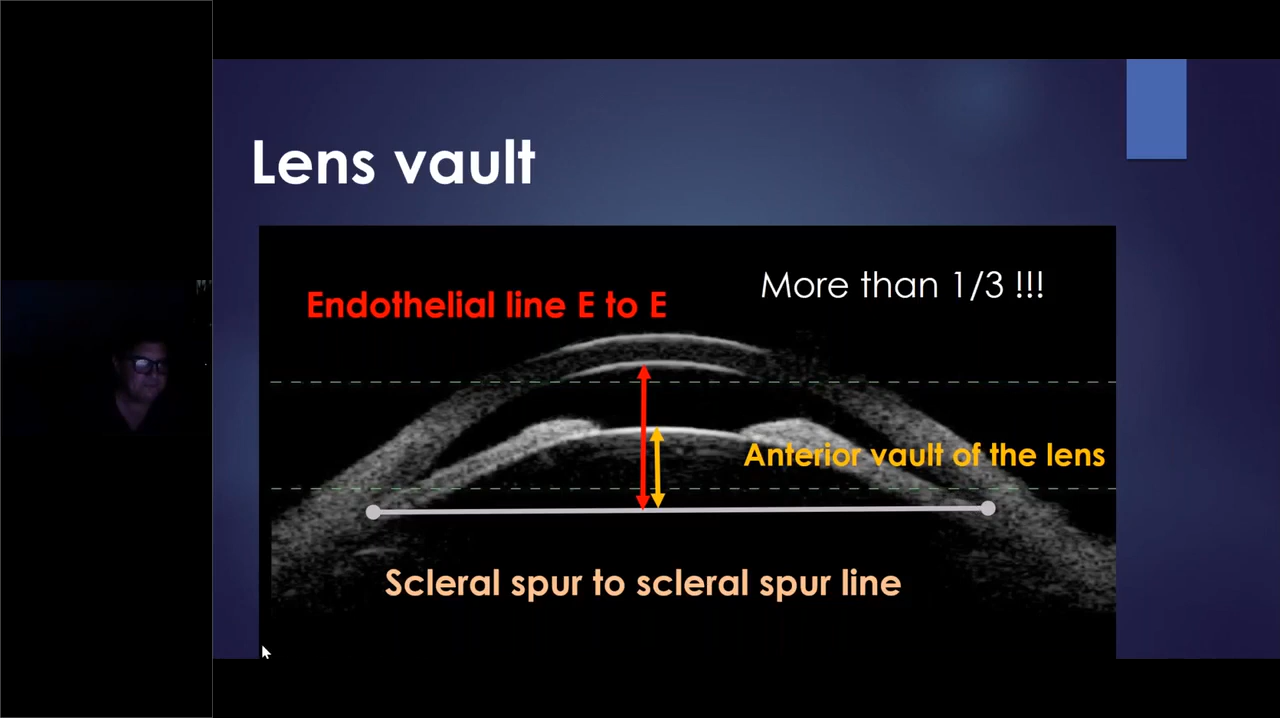 Lens vault
More than 1/3 !!!
Endothelial line E to E
Anterior vault of the lens
Scleral spur to scleral spur line